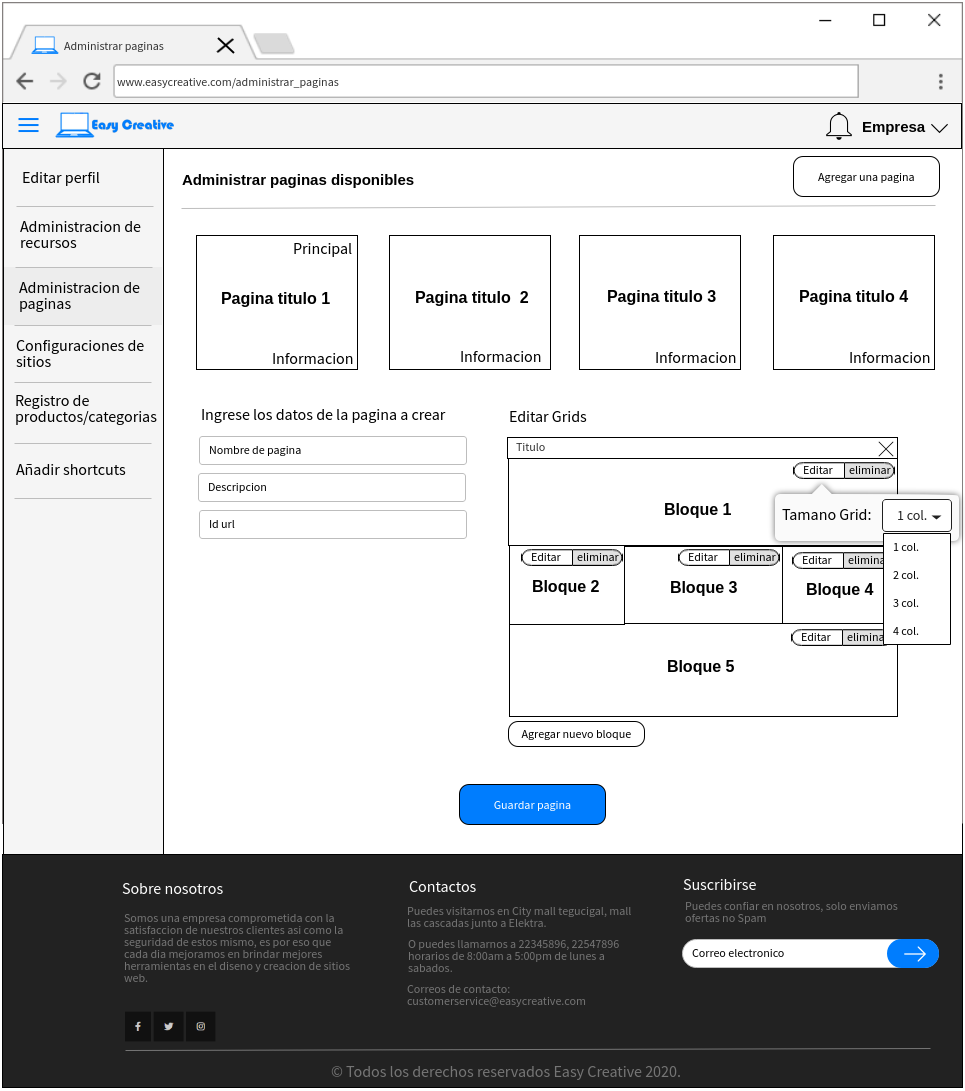 Administrar paginas
www.easycreative.com/administrar_paginas
Easy Creative
Empresa
Editar perfil
Administracion de
recursos
Administracion de
paginas
Configuraciones de
sitios
Registro de
productos/categorias
Añadir shortcuts
Administrar paginas disponibles
Agregar una pagina
Principal
Pagina titulo 1
Informacion
Pagina titulo  2
Informacion
Pagina titulo 3
Informacion
Pagina titulo 4
Informacion
Ingrese los datos de la pagina a crear
Nombre de pagina
Descripcion
Id url
Editar Grids
Titulo
Editar eliminar
Bloque 1
Tamano Grid: 1 col.
1 col.
2 col.
3 col.
4 col.
Editar eliminar
Bloque 2
Editar eliminar
Bloque 3
Editar elimina
Bloque 4
Editar elimina
Bloque 5
Agregar nuevo bloque
Guardar pagina
Sobre nosotros
Somos una empresa comprometida con la
satisfaccion de nuestros clientes asi como la
seguridad de estos mismo, es por eso que
cada dia mejoramos en brindar mejores
herramientas en el diseno y creacion de sitios
web.
Contactos
Puedes visitarnos en City mall tegucigal, mall
las cascadas junto a Elektra.
O puedes llamarnos a 22345896, 22547896
horarios de 8:00am a 5:00pm de lunes a
sabados.
Correos de contacto:
customerservice@easycreative.com
Suscribirse
Puedes confiar en nosotros, solo enviamos
ofertas no Spam
Correo electronico
© Todos los derechos reservados Easy Creative 2020.